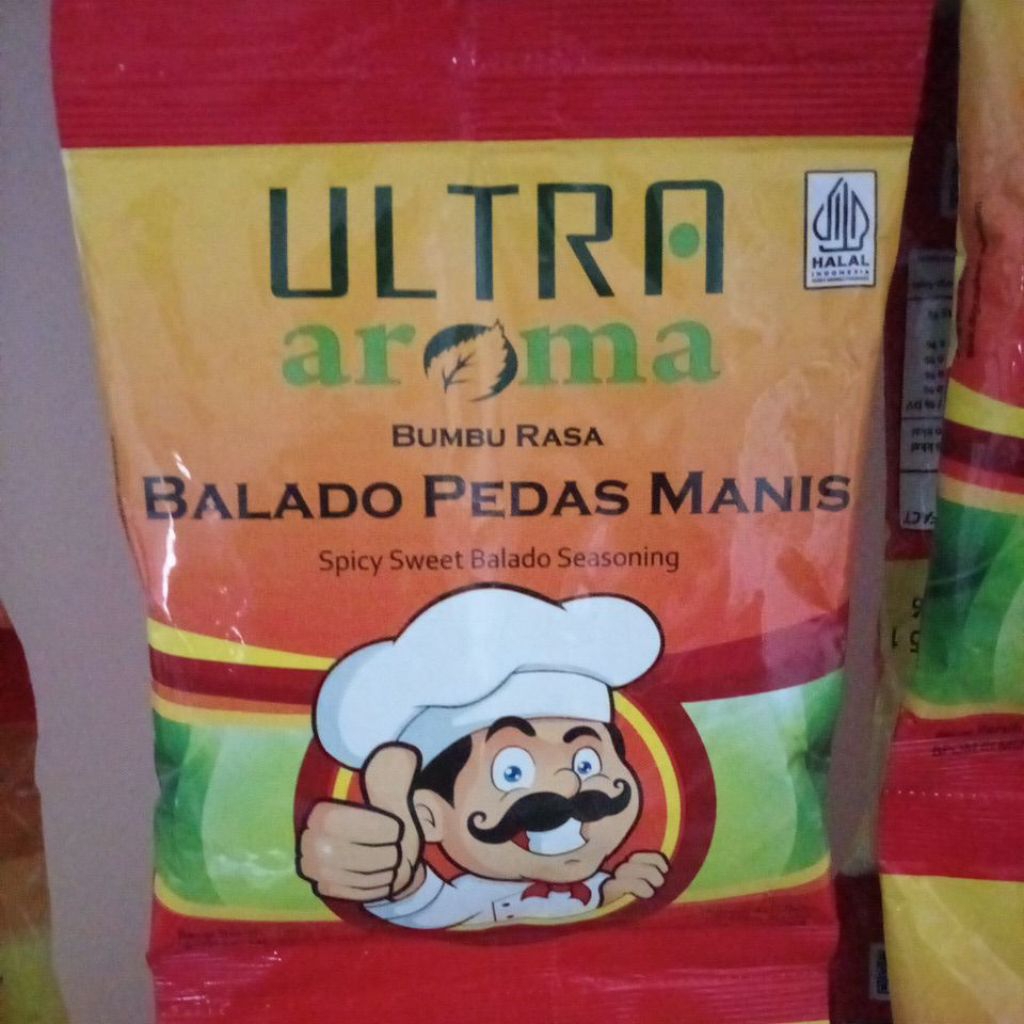 ULTRA
aroma
HALAL
INDONESIA
BUMBU RASA
BALADO PEDAS MANIS
Spicy Sweet Balado Seasoning